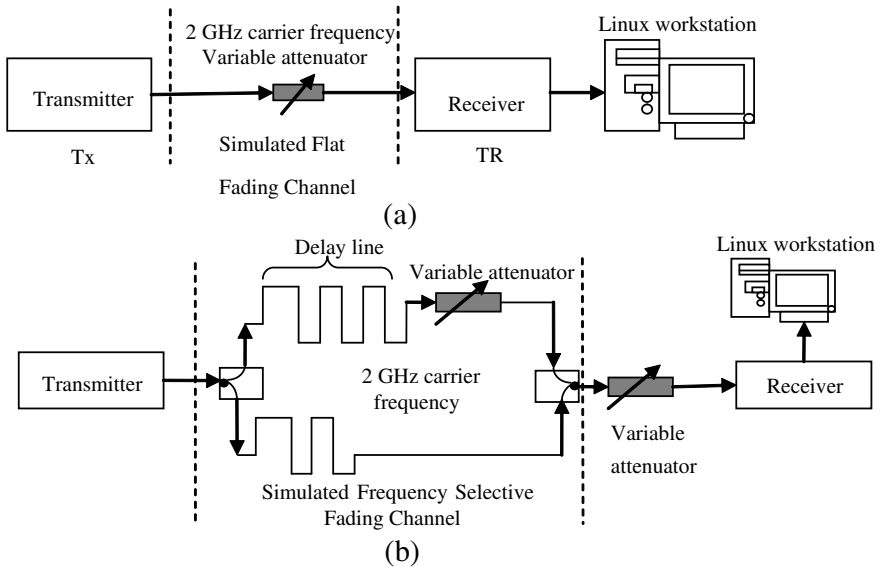 Linux workstation
2 GHz carrier frequency
Variable attenuator
Transmitter
Receiver
Simulated Flat
Fading Channel
Tx
TR
(a)
Delay line
Variable attenuator
Linux workstation
Transmitter
2 GHz carrier
frequency
Receiver
Variable
attenuator
Simulated Frequency Selective
Fading Channel
(b)